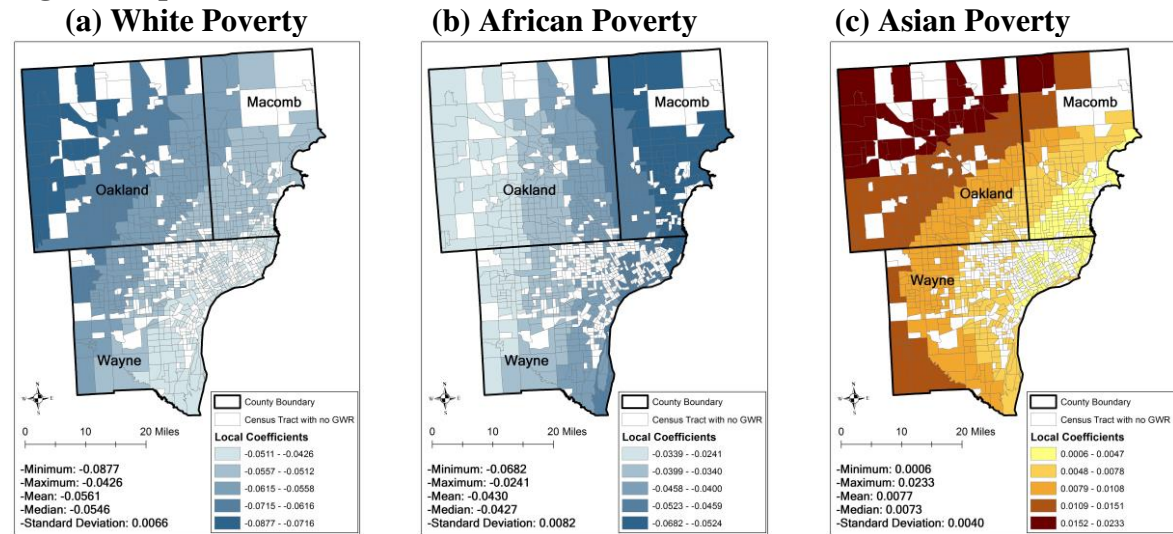 (a) White Poverty
(b) African Poverty
(c) Asian Poverty
Macomb
Oakland
Wayne
N
W
E
S
0 10 20 Miles
-Minimum: -0.0877
-Maximum: -0.0426
-Mean: -0.0561
-Median: -0.0546
-Standard Deviation: 0.0066
County Boundary
Census Tract with no GWR
Local Coefficients
-0.0511 - -0.0426
-0.0557 - -0.0512
-0.0615 - -0.0558
-0.0715 - -0.0616
-0.0877 - -0.0716
Macomb
Oakland
Wayne
N
W
E
S
0 10 20 Miles
-Minimum: -0.0682
-Maximum: -0.0241
-Mean: -0.0430
-Median: -0.0427
-Standard Deviation: 0.0082
County Boundary
Census Tract with no GWR
Local Coefficients
-0.0339 - -0.0241
-0.0399 - -0.0340
-0.0458 - -0.0400
-0.0523 - -0.0459
-0.0682 - -0.0524
Macomb
Oakland
Wayne
N
W
E
S
0 10 20 Miles
-Minimum: 0.0006
-Maximum: 0.0233
-Mean: 0.0077
-Median: 0.0073
-Standard Deviation: 0.0040
County Boundary
Census Tract with no GWR
Local Coefficients
0.0006 - 0.0047
0.0048 - 0.0078
0.0079 - 0.0108
0.0109 - 0.0151
0.0152 - 0.0233